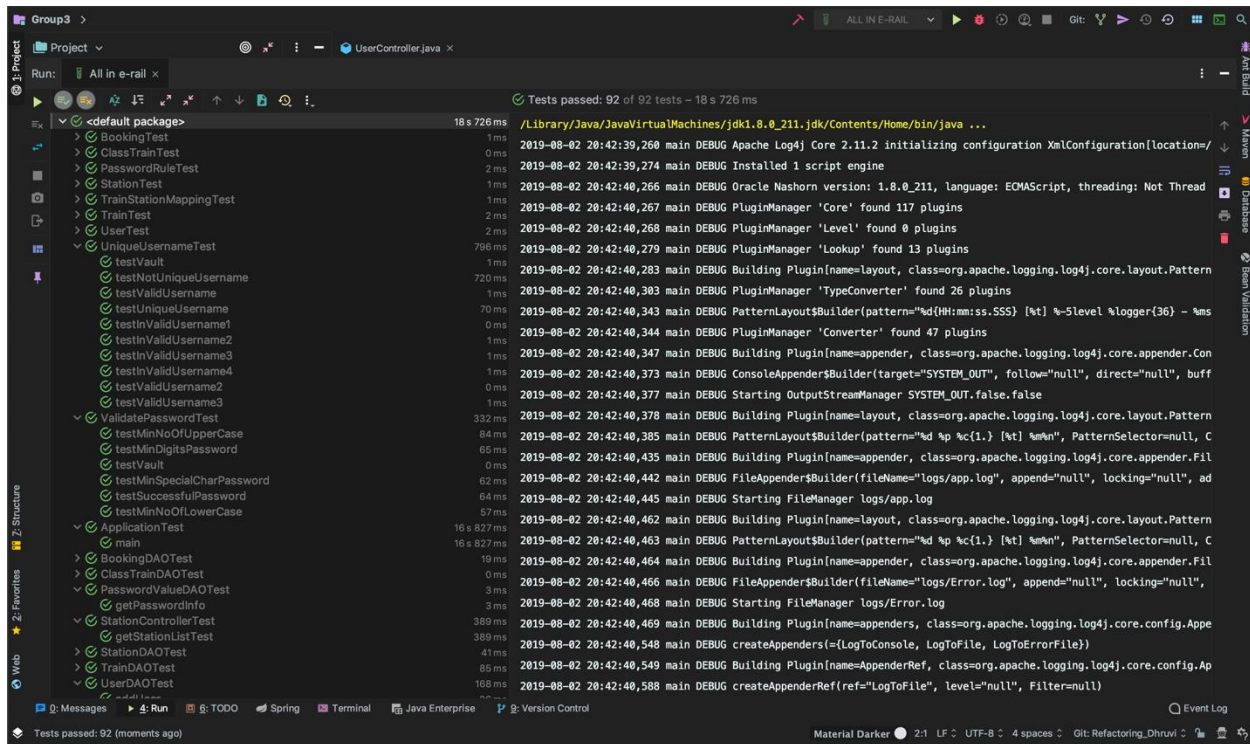 Group3 >
ALL IN E-RAIL
Git:
Project
UserController.java ×
Run: All in e-rail ×
Tests passed: 92 of 92 tests – 18 s 726 ms
<default package> 18 s 726 ms
BookingTest 1 ms
ClassTrainTest 0 ms
PasswordRuleTest 2 ms
StationTest 1 ms
TrainStationMappingTest 1 ms
TrainTest 2 ms
UserTest 2 ms
UniqueUsernameTest 796 ms
testVault 1 ms
testNotUniqueUsername 720 ms
testValidUsername 1 ms
testUniqueUsername 70 ms
testInValidUsername1 0 ms
testInValidUsername2 1 ms
testInValidUsername3 1 ms
testInValidUsername4 1 ms
testValidUsername2 0 ms
testValidUsername3 1 ms
ValidatePasswordTest 332 ms
testMinNoOfUpperCase 84 ms
testMinDigitsPassword 65 ms
testVault 0 ms
testMinSpecialCharPassword 62 ms
testSuccessfulPassword 64 ms
testMinNoOfLowerCase 57 ms
ApplicationTest 16 s 827 ms
main 16 s 827 ms
BookingDAOTest 19 ms
ClassTrainDAOTest 0 ms
PasswordValueDAOTest 3 ms
getPasswordInfo 3 ms
StationControllerTest 389 ms
getStationListTest 389 ms
StationDAOTest 41 ms
TrainDAOTest 85 ms
UserDAOTest 168 ms
/Library/Java/JavaVirtualMachines/jdk1.8.0_211.jdk/Contents/Home/bin/java ...
2019-08-02 20:42:39,260 main DEBUG Apache Log4j Core 2.11.2 initializing configuration XmlConfiguration[location=/
2019-08-02 20:42:39,274 main DEBUG Installed 1 script engine
2019-08-02 20:42:40,266 main DEBUG Oracle Nashorn version: 1.8.0_211, language: ECMAScript, threading: Not Thread
2019-08-02 20:42:40,267 main DEBUG PluginManager 'Core' found 117 plugins
2019-08-02 20:42:40,268 main DEBUG PluginManager 'Level' found 0 plugins
2019-08-02 20:42:40,279 main DEBUG PluginManager 'Lookup' found 13 plugins
2019-08-02 20:42:40,283 main DEBUG Building Plugin[name=layout, class=org.apache.logging.log4j.core.layout.Pattern
2019-08-02 20:42:40,303 main DEBUG PluginManager 'TypeConverter' found 26 plugins
2019-08-02 20:42:40,343 main DEBUG PatternLayout$Builder(pattern="%d{HH:mm:ss.SSS} [%t] %-5level %logger{36} - %ms
2019-08-02 20:42:40,344 main DEBUG PluginManager 'Converter' found 47 plugins
2019-08-02 20:42:40,347 main DEBUG Building Plugin[name=appender, class=org.apache.logging.log4j.core.appender.Con
2019-08-02 20:42:40,373 main DEBUG ConsoleAppender$Builder(target="SYSTEM_OUT", follow="null", direct="null", buff
2019-08-02 20:42:40,377 main DEBUG Starting OutputStreamManager SYSTEM_OUT.false.false
2019-08-02 20:42:40,378 main DEBUG Building Plugin[name=layout, class=org.apache.logging.log4j.core.layout.Pattern
2019-08-02 20:42:40,385 main DEBUG PatternLayout$Builder(pattern="%d %p %c{1.} [%t] %m%n", PatternSelector=null, C
2019-08-02 20:42:40,435 main DEBUG Building Plugin[name=appender, class=org.apache.logging.log4j.core.appender.Fil
2019-08-02 20:42:40,442 main DEBUG FileAppender$Builder(fileName="logs/app.log", append="null", locking="null", ad
2019-08-02 20:42:40,445 main DEBUG Starting FileManager logs/app.log
2019-08-02 20:42:40,462 main DEBUG Building Plugin[name=layout, class=org.apache.logging.log4j.core.layout.Pattern
2019-08-02 20:42:40,463 main DEBUG PatternLayout$Builder(pattern="%d %p %c{1.} [%t] %m%n", PatternSelector=null, C
2019-08-02 20:42:40,464 main DEBUG Building Plugin[name=appender, class=org.apache.logging.log4j.core.appender.Fil
2019-08-02 20:42:40,466 main DEBUG FileAppender$Builder(fileName="logs/Error.log", append="null", locking="null",
2019-08-02 20:42:40,468 main DEBUG Starting FileManager logs/Error.log
2019-08-02 20:42:40,469 main DEBUG Building Plugin[name=appenders, class=org.apache.logging.log4j.core.config.Appe
2019-08-02 20:42:40,548 main DEBUG createAppenders(={LogToConsole, LogToFile, LogToErrorFile})
2019-08-02 20:42:40,549 main DEBUG Building Plugin[name=AppenderRef, class=org.apache.logging.log4j.core.config.Ap
2019-08-02 20:42:40,588 main DEBUG createAppenderRef(ref="LogToFile", level="null", Filter=null)
1: Project
7: Structure
2: Favorites
Web
Ant Build
Maven
Database
Bean Validation
0: Messages 4: Run 6: TODO Spring Terminal Java Enterprise 9: Version Control Event Log
Tests passed: 92 (moments ago) Material Darker 2:1 LF UTF-8 4 spaces Git: Refactoring_Dhruvi